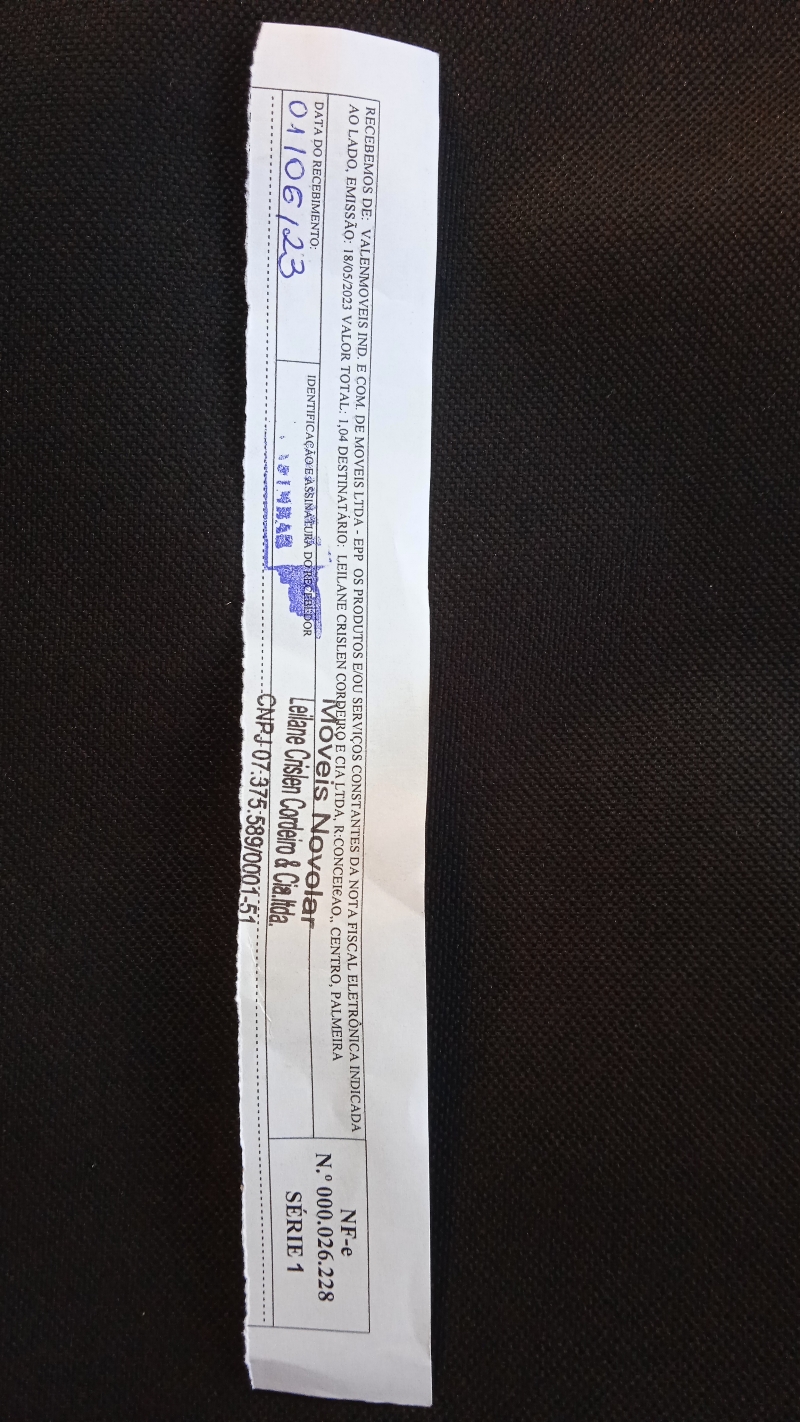 RECEBEMOS DE: VALENMOVEIS IND. E COM. DE MOVEIS LTDA - EPP OS PRODUTOS E/OU SERVIÇOS CONSTANTES DA NOTA FISCAL ELETRÔNICA INDICADA
AO LADO, EMISSÃO: 18/05/2023 VALOR TOTAL: 1,04 DESTINATÁRIO: LEILANE CRISLEN CORDEIRO E CIA LTDA, R:CONCEIéAO,, CENTRO, PALMEIRA
DATA DO RECEBIMENTO:
01/06/23
IDENTIFICAÇÃO E ASSINATURA DO RECEBEDOR
Móveis Novolar
Leilane Crislen Cordeiro & Cia.ltda.
CNPJ 07.375.589/0001-51
NF-e
N.º 000.026.228
SÉRIE 1